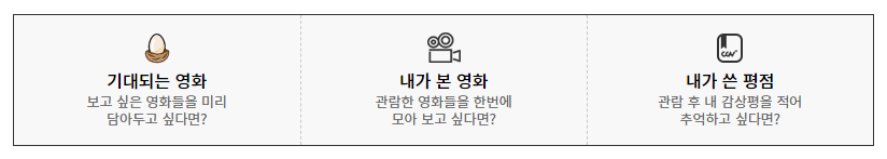 기대되는 영화
보고 싶은 영화들을 미리
담아두고 싶다면?
내가 본 영화
관람한 영화들을 한번에
모아 보고 싶다면?
cgv
내가 쓴 평점
관람 후 내 감상평을 적어
추억하고 싶다면?